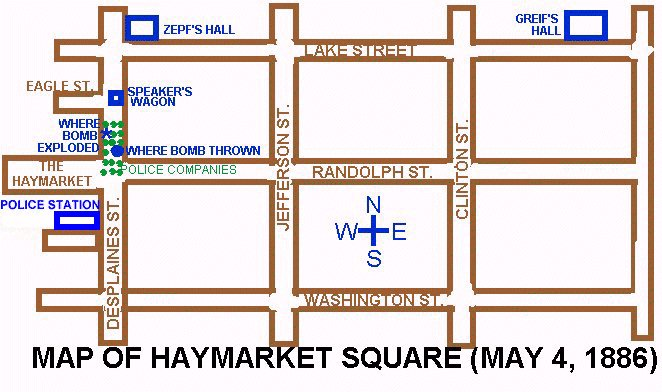 ZEPF'S HALL
GREIF'S
HALL
LAKE STREET
EAGLE ST.
SPEAKER'S
WAGON
WHERE
BOMB
EXPLODED
WHERE BOMB THROWN
POLICE COMPANIES
THE
HAYMARKET
RANDOLPH ST.
JEFFERSON ST.
CLINTON ST.
POLICE STATION
DESPLAINES ST.
N
W E
S
WASHINGTON ST.
MAP OF HAYMARKET SQUARE (MAY 4, 1886)